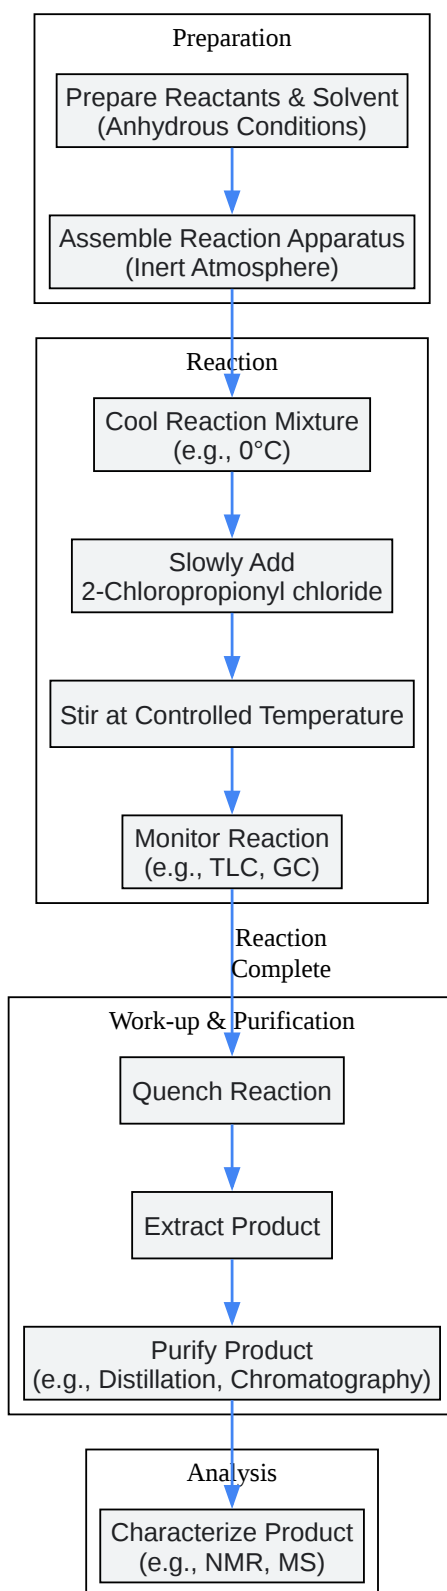 Preparation
Prepare Reactants & Solvent
(Anhydrous Conditions)
Assemble Reaction Apparatus
(Inert Atmosphere)
Reaction
Cool Reaction Mixture
(e.g., 0°C)
Slowly Add
2-Chloropropionyl chloride
Stir at Controlled Temperature
Monitor Reaction
(e.g., TLC, GC)
Reaction
Complete
Work-up & Purification
Quench Reaction
Extract Product
Purify Product
(e.g., Distillation, Chromatography)
Analysis
Characterize Product
(e.g., NMR, MS)